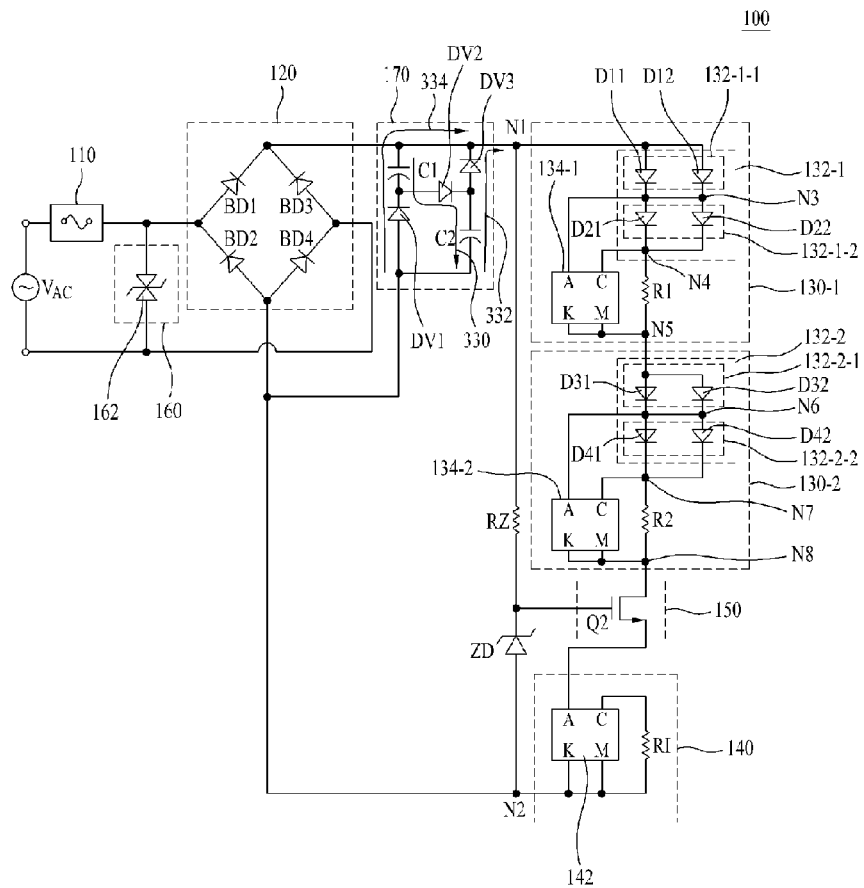 100
DV2
334
DV3
170
120
N1
D11
D12
132-1-1
110
134-1
132-1
C1
BD1
BD3
N3
BD2
BD4
C2
D21
D22
132-1-2
VAC
A
C
K
M
N4
R1
130-1
N5
162
160
DV1
330
332
132-2
132-2-1
D31
D32
N6
D41
D42
132-2-2
134-2
130-2
RZ
A
C
K
M
R2
N7
N8
Q2
150
ZD
A
C
K
M
RI
140
N2
142